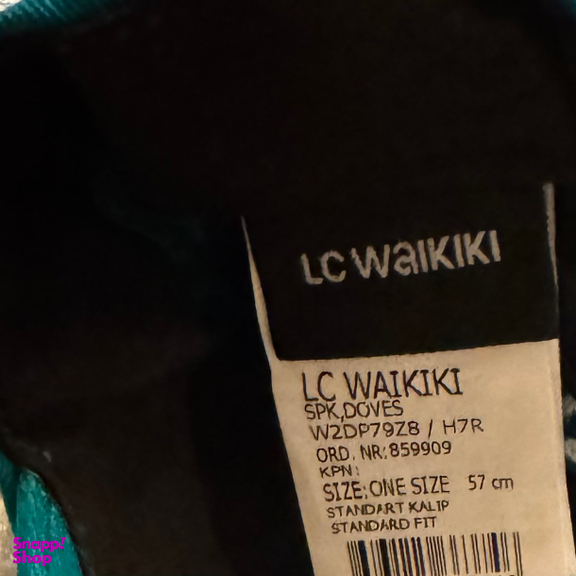 LC WAIKIKI
LC WAIKIKI
SPK,DOVES
W2DP79Z8 / H7R
ORD. NR:859909
KPN:
SIZE:ONE SIZE 57 cm
STANDART KALIP
STANDARD FIT
Snapp!
Shop